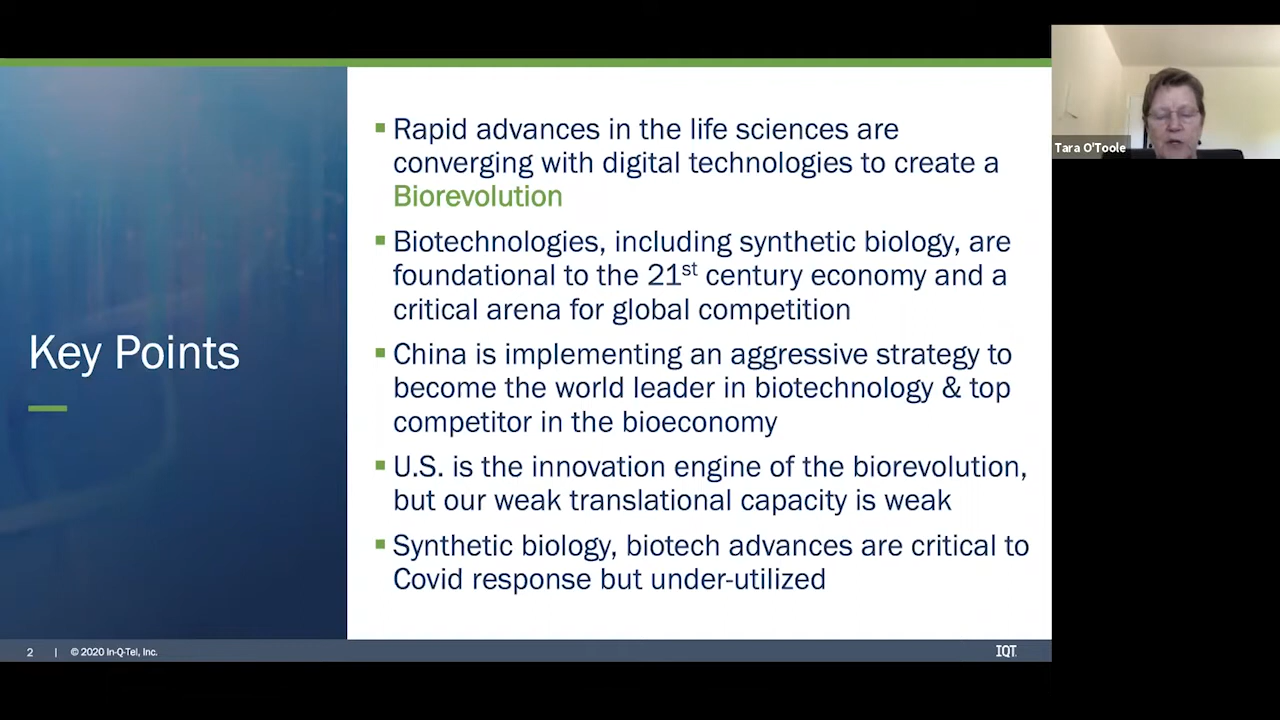 Key Points
▪ Rapid advances in the life sciences are
converging with digital technologies to create a
Biorevolution
▪ Biotechnologies, including synthetic biology, are
foundational to the 21st century economy and a
critical arena for global competition
▪ China is implementing an aggressive strategy to
become the world leader in biotechnology & top
competitor in the bioeconomy
▪ U.S. is the innovation engine of the biorevolution,
but our weak translational capacity is weak
▪ Synthetic biology, biotech advances are critical to
Covid response but under-utilized
2 | © 2020 In-Q-Tel, Inc.
IQT
Tara O'Toole